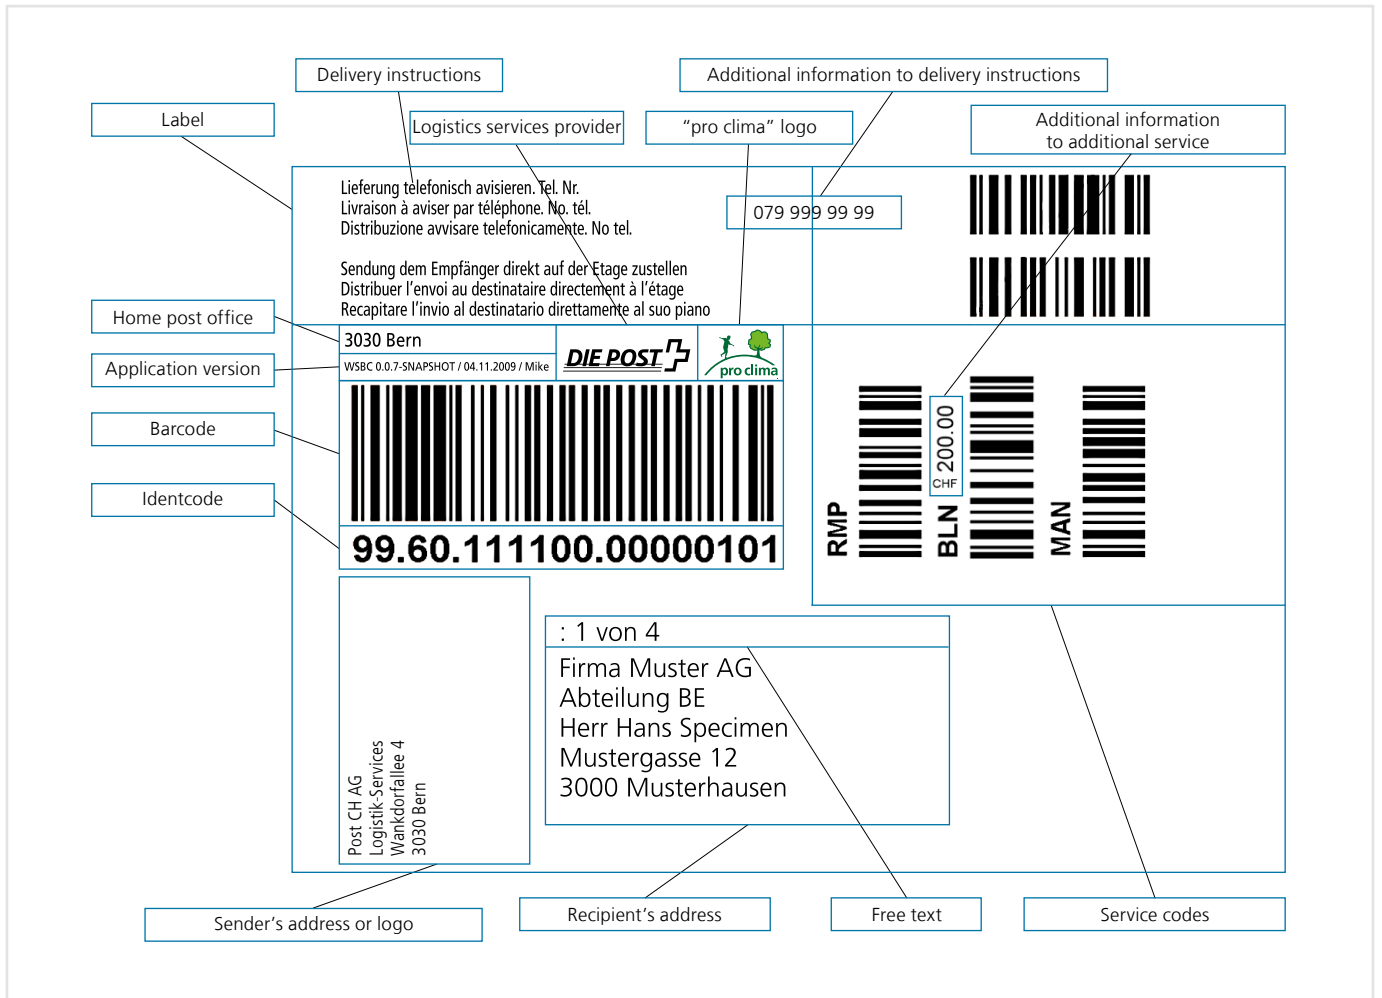 Delivery instructions
Additional information to delivery instructions
Label
Logistics services provider
“pro clima” logo
Additional information
to additional service
Lieferung telefonisch avisieren. Tel. Nr.
Livraison à aviser par téléphone. No. tél.
Distribuzione avvisare telefonicamente. No tel.
079 999 99 99
Sendung dem Empfänger direkt auf der Etage zustellen
Distribuer l’envoi au destinataire directement à l’étage
Recapitare l’invio al destinatario direttamente al suo piano
Home post office
3030 Bern
Application version
WSBC 0.0.7-SNAPSHOT / 04.11.2009 / Mike
DIE POST
pro clima
Barcode
Identcode
99.60.111100.00000101
RMP
CHF 200.00
BLN
MAN
Post CH AG
Logistik-Services
Wankdorfallee 4
3030 Bern
: 1 von 4
Firma Muster AG
Abteilung BE
Herr Hans Specimen
Mustergasse 12
3000 Musterhausen
Sender’s address or logo
Recipient’s address
Free text
Service codes